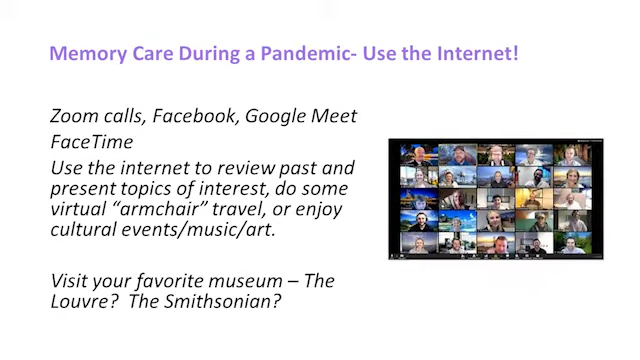 Memory Care During a Pandemic- Use the Internet!
Zoom calls, Facebook, Google Meet
FaceTime
Use the internet to review past and
present topics of interest, do some
virtual “armchair” travel, or enjoy
cultural events/music/art.
Visit your favorite museum – The
Louvre?  The Smithsonian?